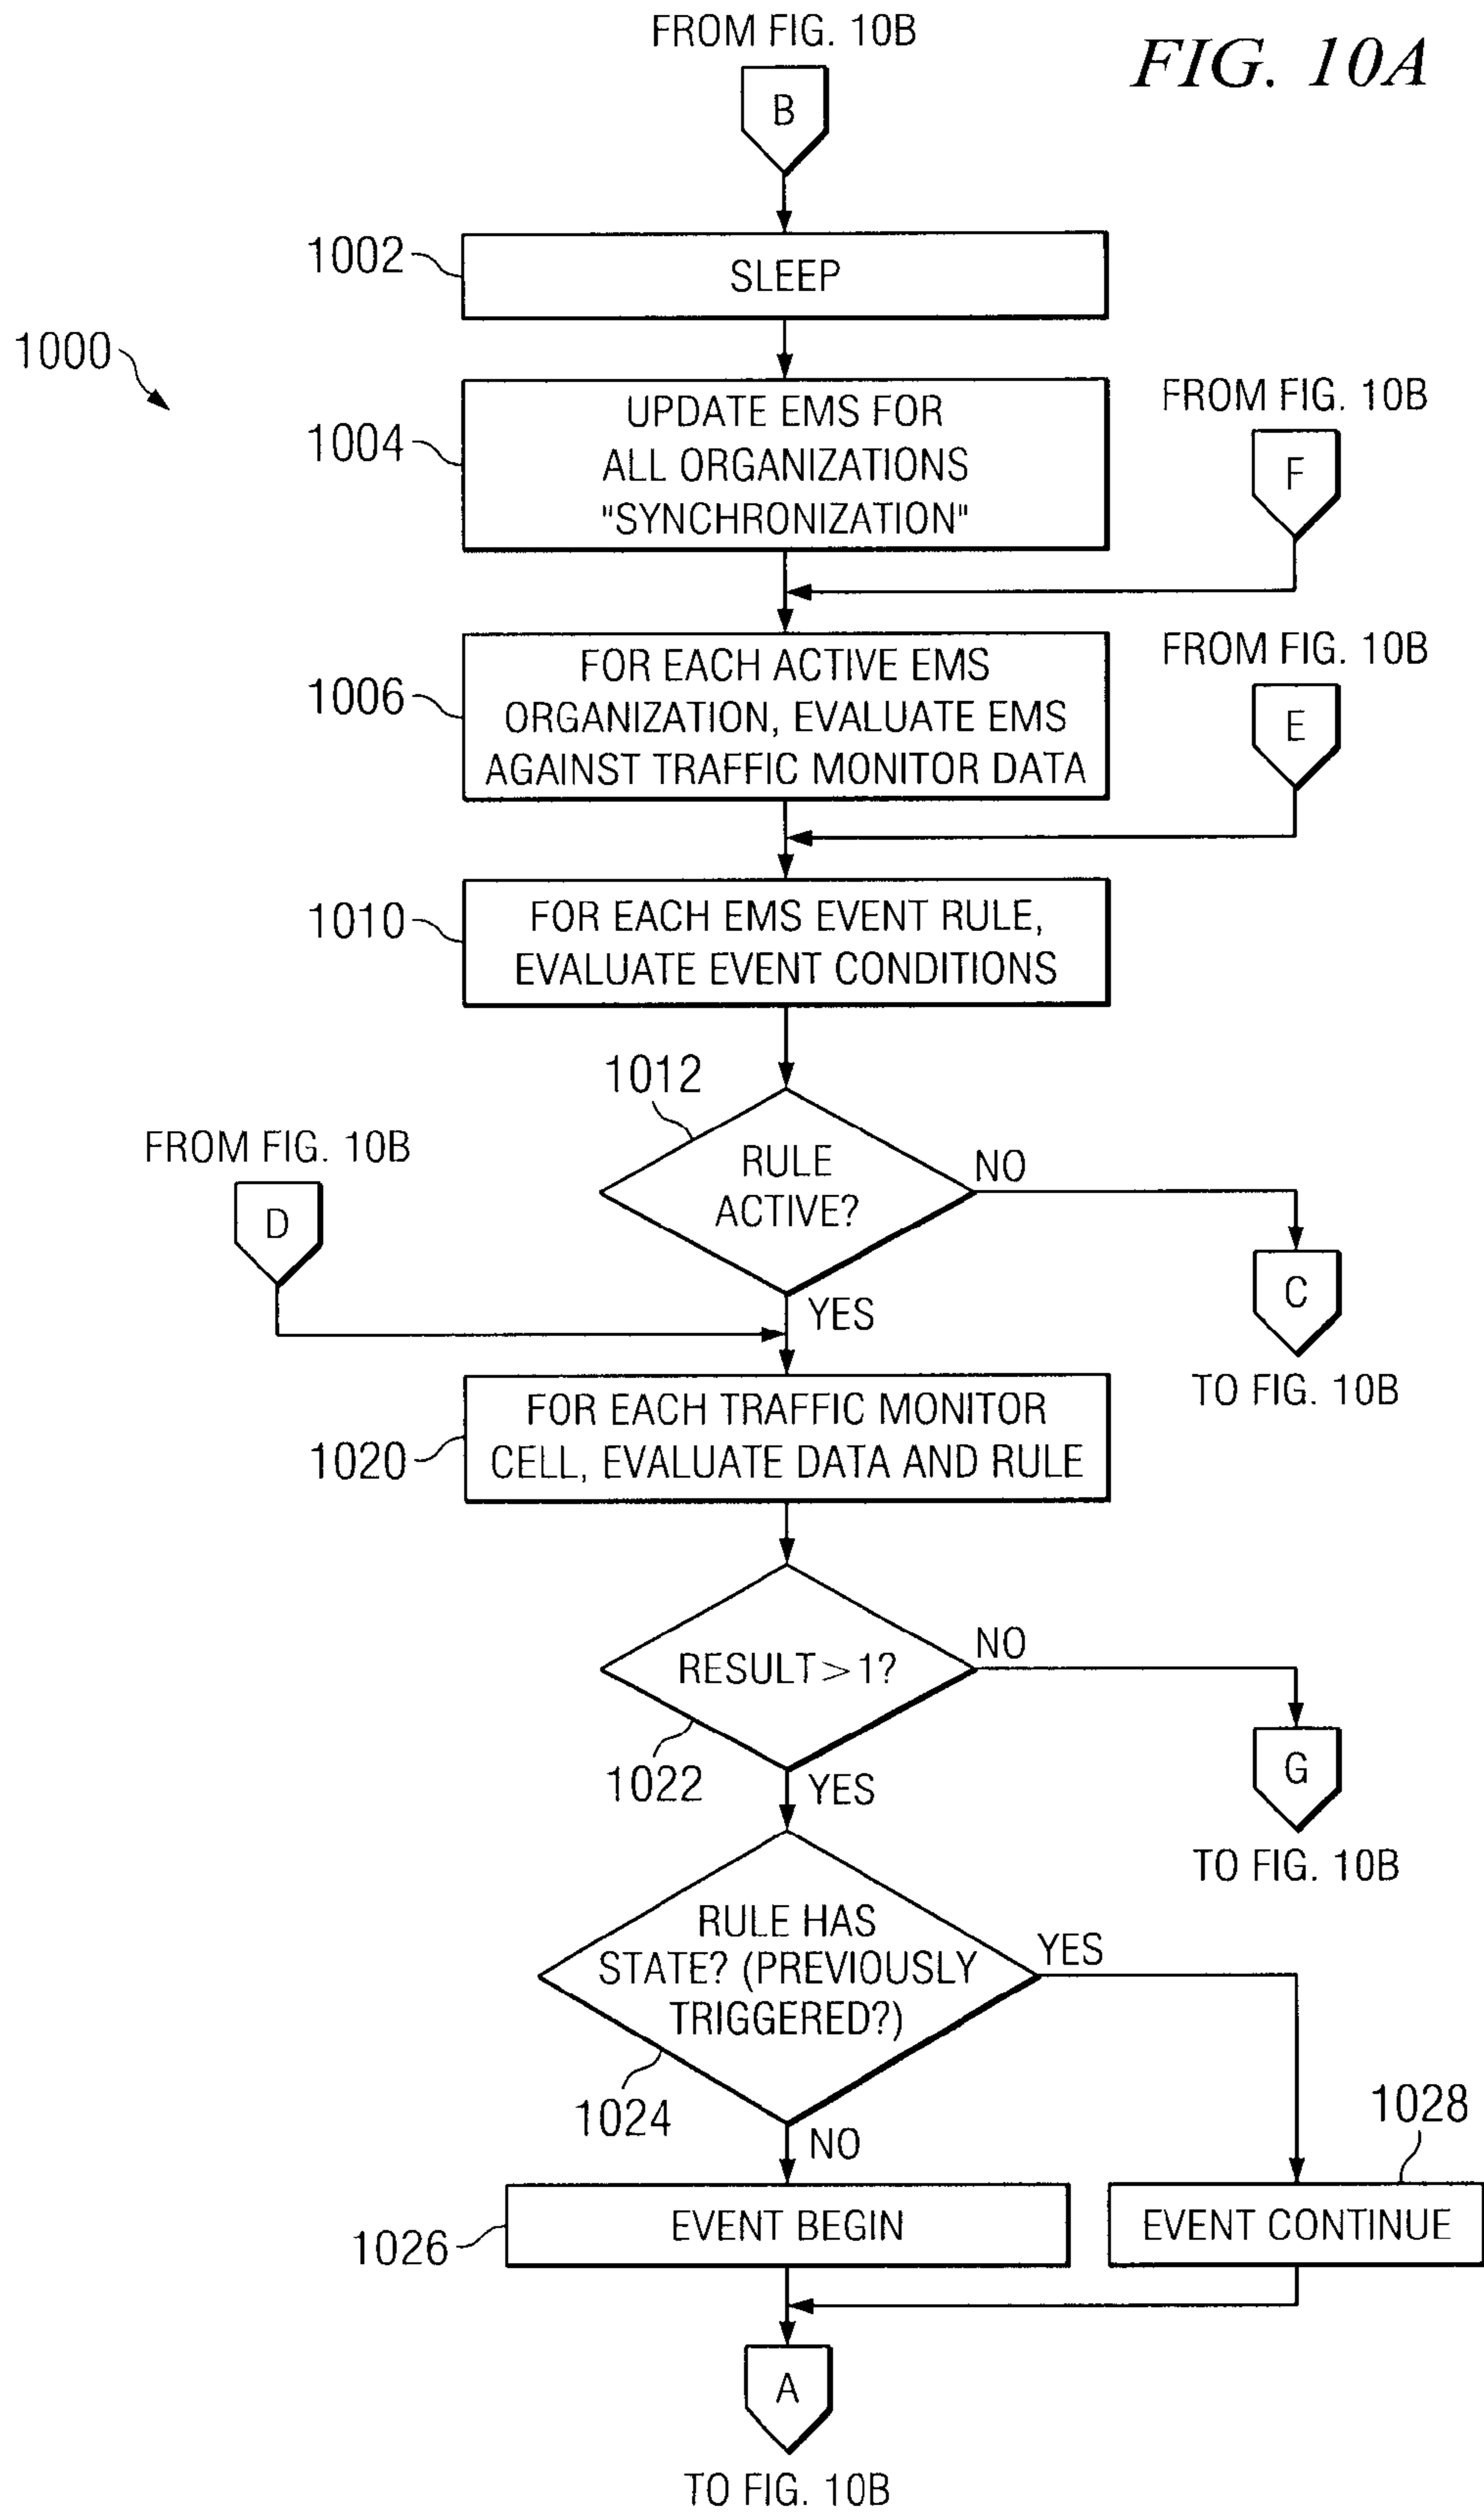 FROM FIG. 10B
FIG. 10A
B
1002
SLEEP
1000
1004
UPDATE EMS FOR
ALL ORGANIZATIONS
"SYNCHRONIZATION"
FROM FIG. 10B
F
1006
FOR EACH ACTIVE EMS
ORGANIZATION, EVALUATE EMS
AGAINST TRAFFIC MONITOR DATA
FROM FIG. 10B
E
1010
FOR EACH EMS EVENT RULE,
EVALUATE EVENT CONDITIONS
1012
RULE
ACTIVE?
NO
YES
FROM FIG. 10B
D
C
TO FIG. 10B
1020
FOR EACH TRAFFIC MONITOR
CELL, EVALUATE DATA AND RULE
RESULT > 1?
NO
1022
YES
G
TO FIG. 10B
RULE HAS
STATE? (PREVIOUSLY
TRIGGERED?)
YES
1024
NO
1028
1026
EVENT BEGIN
EVENT CONTINUE
A
TO FIG. 10B